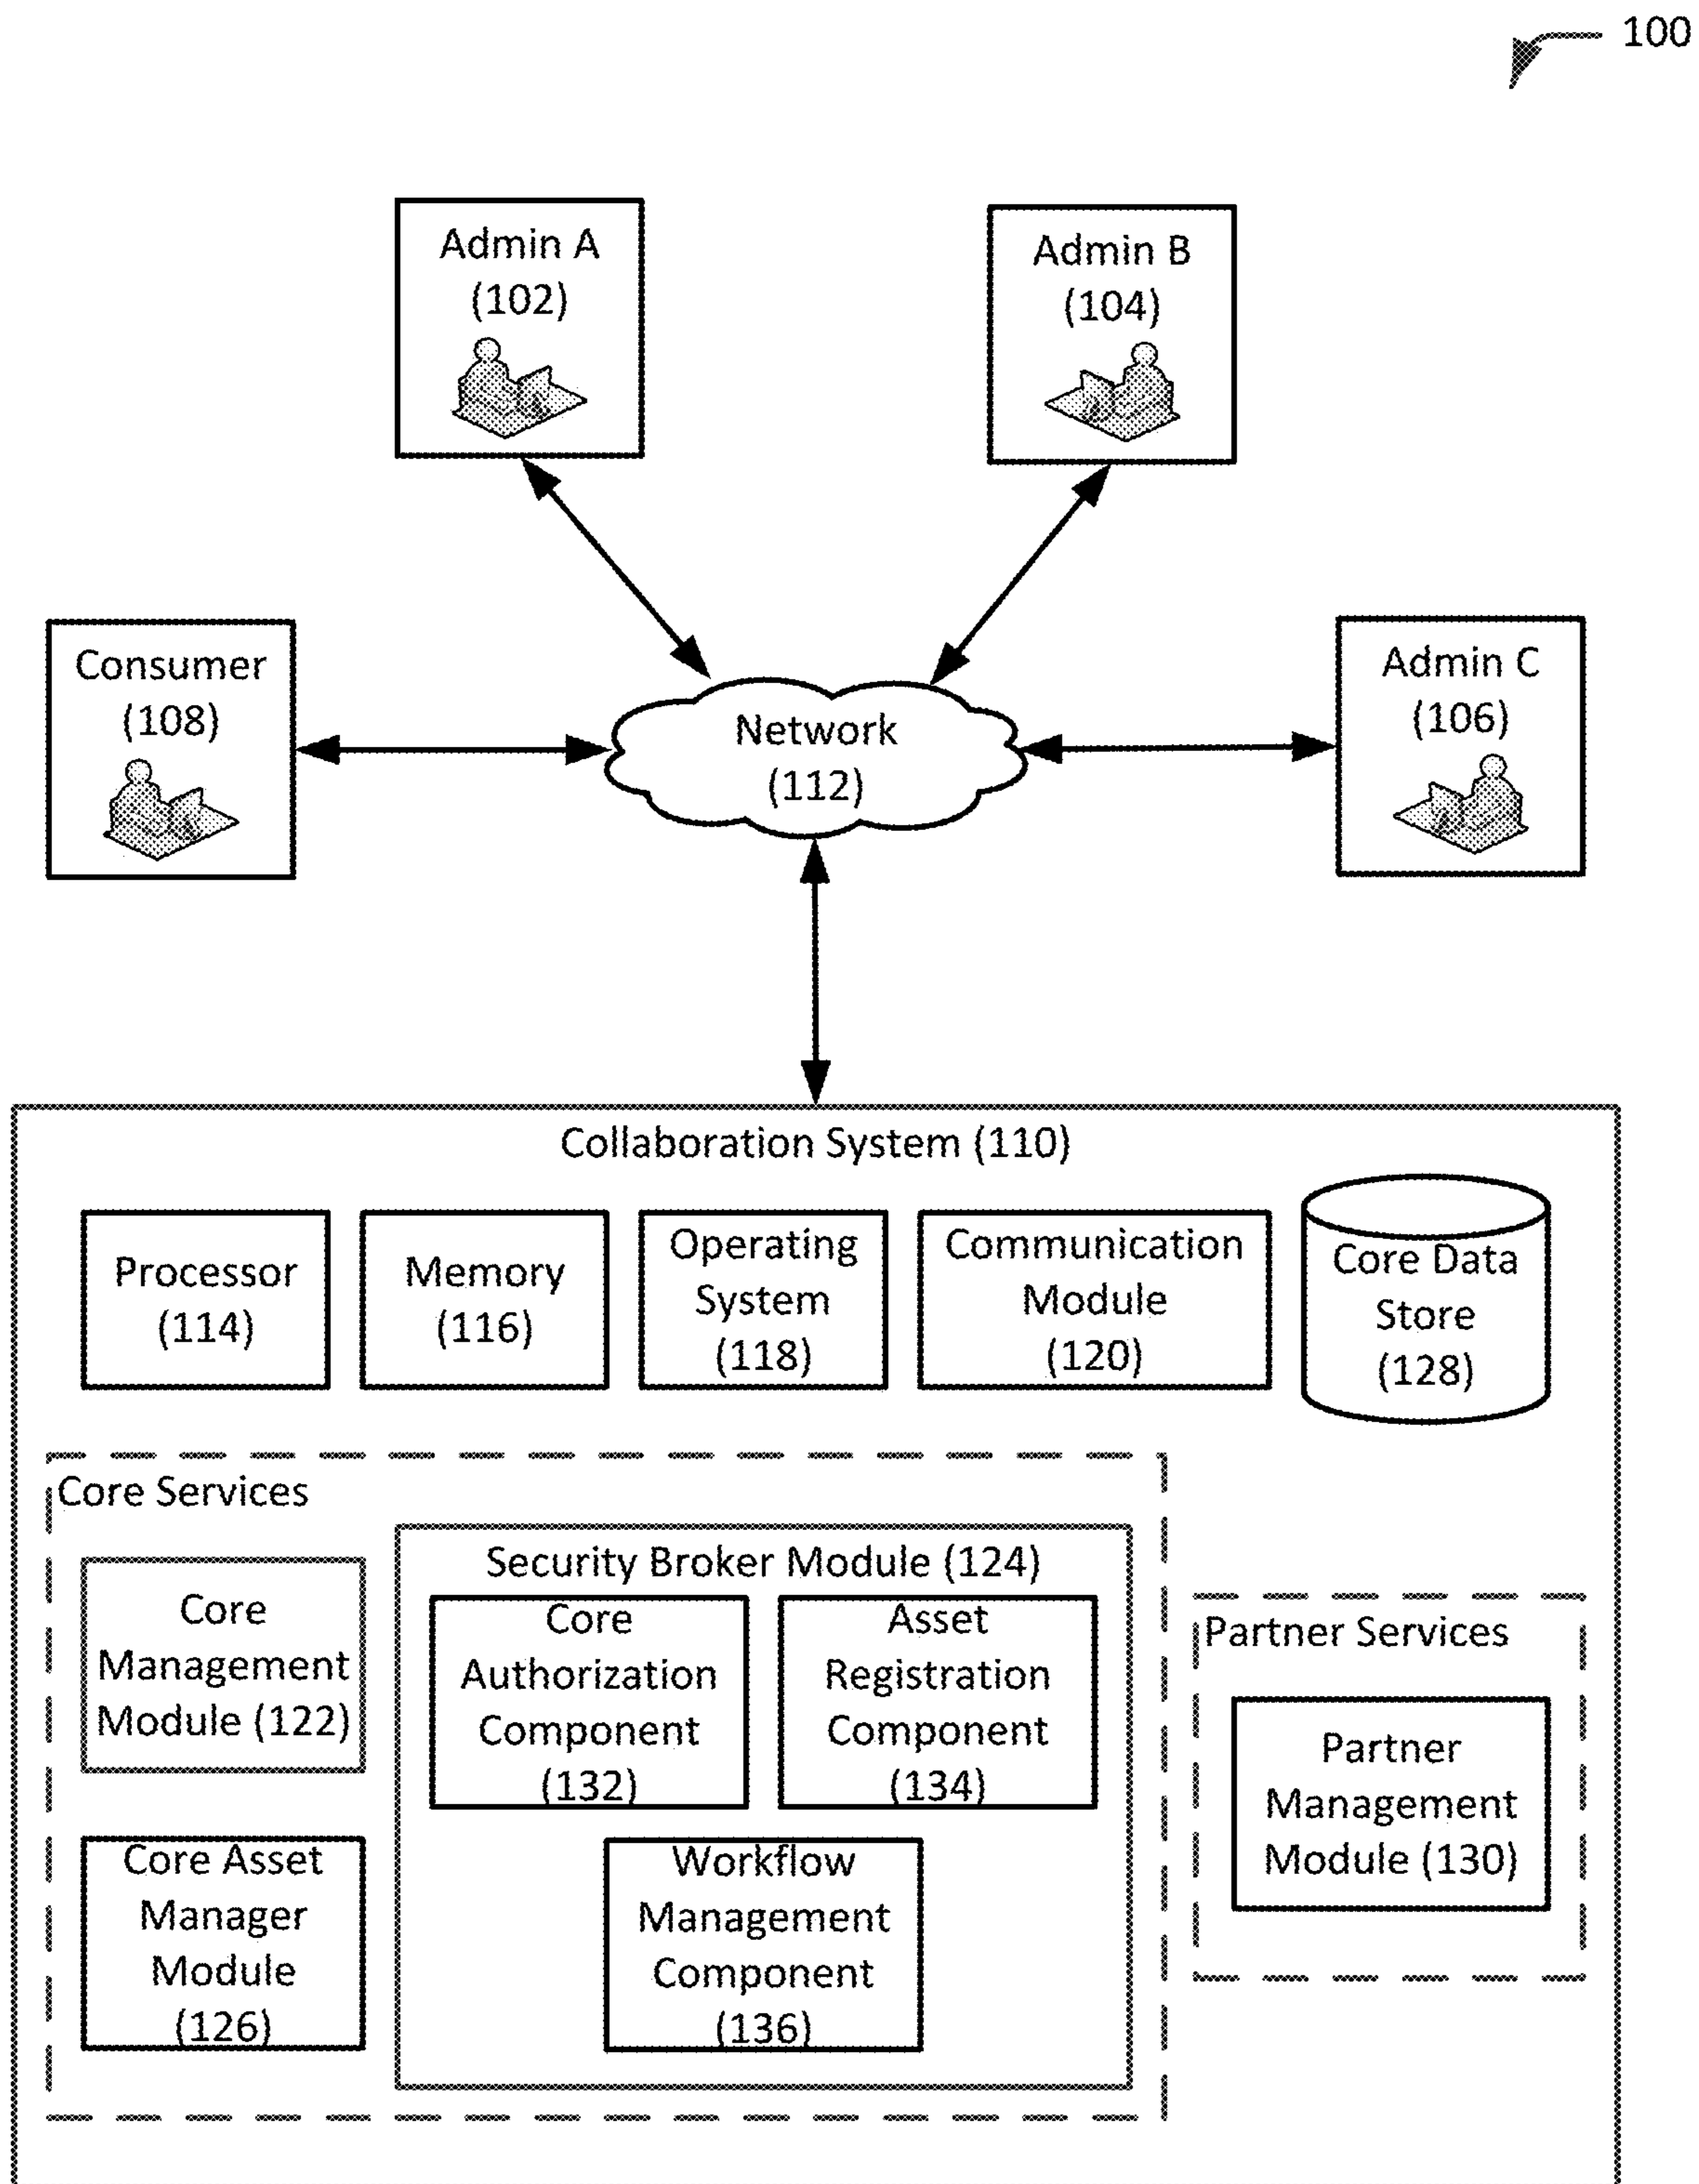 100
Admin A
(102)
Admin B
(104)
Consumer
(108)
Network
(112)
Admin C
(106)
Collaboration System (110)
Processor
(114)
Memory
(116)
Operating
System
(118)
Communication
Module
(120)
Core Data
Store
(128)
Core Services
Core
Management
Module (122)
Security Broker Module (124)
Core
Authorization
Component
(132)
Asset
Registration
Component
(134)
Core Asset
Manager
Module
(126)
Workflow
Management
Component
(136)
Partner Services
Partner
Management
Module (130)